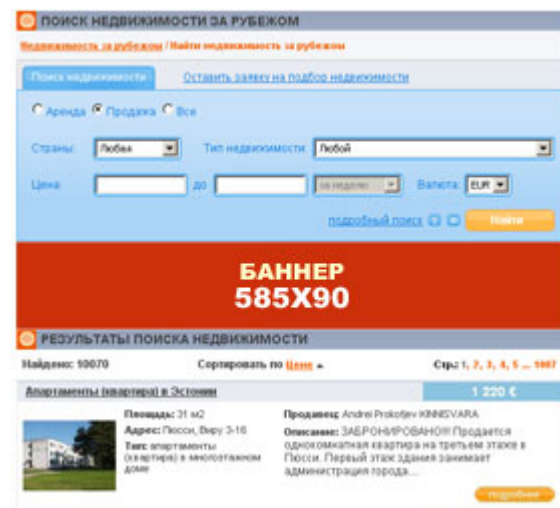 ПОИСК НЕДВИЖИМОСТИ ЗА РУБЕЖОМ
Недвижимость за рубежом / Найти недвижимость за рубежом
Поиск недвижимости Оставить заявку на подбор недвижимости
Аренда Продажа Все
Страны: Любая Тип недвижимости: Любой
Цена: до за неделю Валюта: EUR
подробный поиск Найти
БАННЕР
585X90
РЕЗУЛЬТАТЫ ПОИСКА НЕДВИЖИМОСТИ
Найдено: 10070 Сортировать по Цене Стр.: 1, 2, 3, 4, 5 ... 1007
Апартаменты (квартира) в Эстонии 1 220 €
Площадь: 31 м2
Адрес: Пюсси, Виру 3-16
Тип: апартаменты
(квартира) в многоэтажном
доме
Продавец: Andrei Prokofjev KINNISVARA
Описание: ЗАБРОНИРОВАНО!!! Продается
однокомнатная квартира на третьем этаже в
Пюсси. Первый этаж здания занимает
администрация города...
подробнее